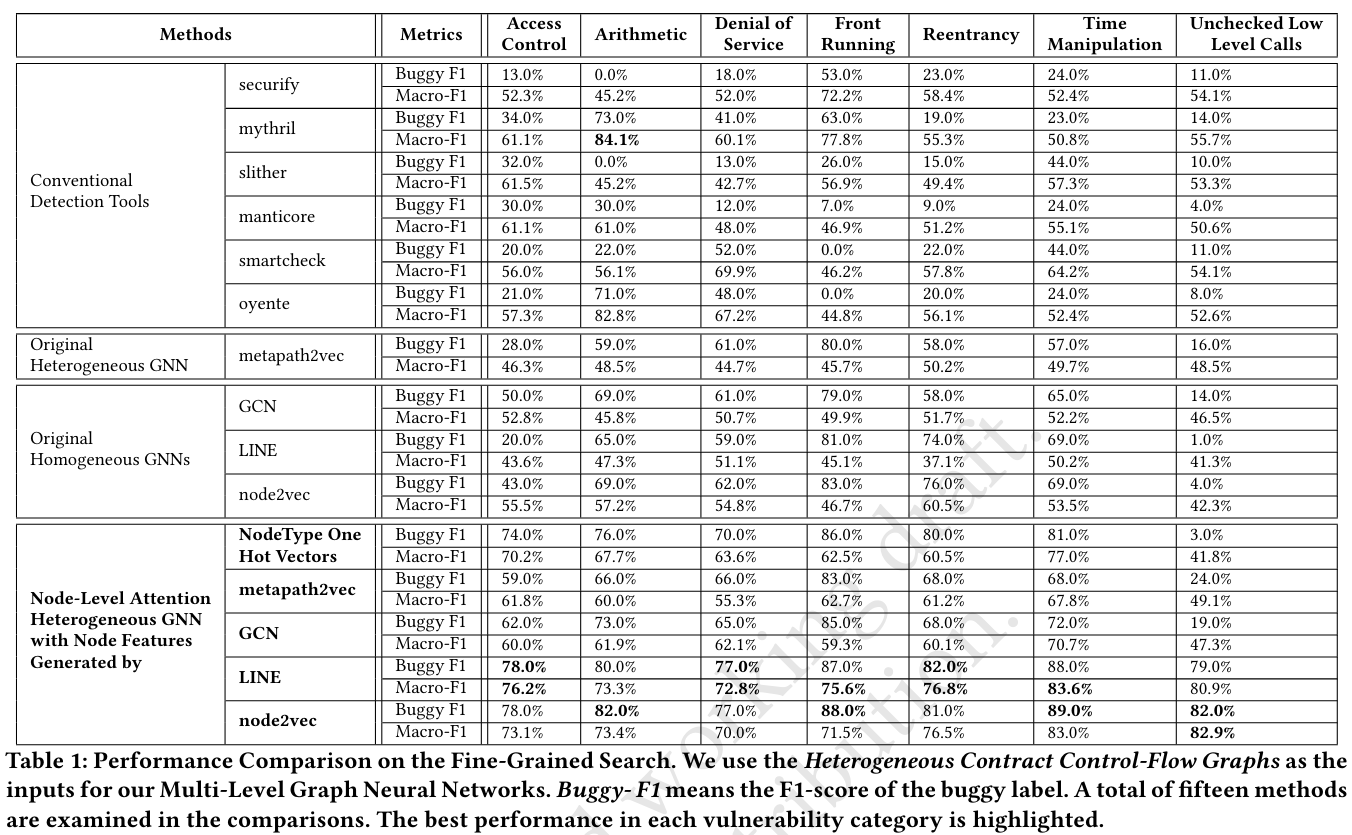 Methods Metrics Access Control Arithmetic Denial of Service Front Running Reentrancy Time Manipulation Unchecked Low Level Calls
Conventional Detection Tools
securify Buggy F1 13.0% 0.0% 18.0% 53.0% 23.0% 24.0% 11.0%
Macro-F1 52.3% 45.2% 52.0% 72.2% 58.4% 52.4% 54.1%
mythril Buggy F1 34.0% 73.0% 41.0% 63.0% 19.0% 23.0% 14.0%
Macro-F1 61.1% 84.1% 60.1% 77.8% 55.3% 50.8% 55.7%
slither Buggy F1 32.0% 0.0% 13.0% 26.0% 15.0% 44.0% 10.0%
Macro-F1 61.5% 45.2% 42.7% 56.9% 49.4% 57.3% 53.3%
manticore Buggy F1 30.0% 30.0% 12.0% 7.0% 9.0% 24.0% 4.0%
Macro-F1 61.1% 61.0% 48.0% 46.9% 51.2% 55.1% 50.6%
smartcheck Buggy F1 20.0% 22.0% 52.0% 0.0% 22.0% 44.0% 11.0%
Macro-F1 56.0% 56.1% 69.9% 46.2% 57.8% 64.2% 54.1%
oyente Buggy F1 21.0% 71.0% 48.0% 0.0% 20.0% 24.0% 8.0%
Macro-F1 57.3% 82.8% 67.2% 44.8% 56.1% 52.4% 52.6%
Original Heterogeneous GNN
metapath2vec Buggy F1 28.0% 59.0% 61.0% 80.0% 58.0% 57.0% 16.0%
Macro-F1 46.3% 48.5% 44.7% 45.7% 50.2% 49.7% 48.5%
Original Homogeneous GNNs
GCN Buggy F1 50.0% 69.0% 61.0% 79.0% 58.0% 65.0% 14.0%
Macro-F1 52.8% 45.8% 50.7% 49.9% 51.7% 52.2% 46.5%
LINE Buggy F1 20.0% 65.0% 59.0% 81.0% 74.0% 69.0% 1.0%
Macro-F1 43.6% 47.3% 51.1% 45.1% 37.1% 50.2% 41.3%
node2vec Buggy F1 43.0% 69.0% 62.0% 83.0% 76.0% 69.0% 4.0%
Macro-F1 55.5% 57.2% 54.8% 46.7% 60.5% 53.5% 42.3%
Node-Level Attention Heterogeneous GNN with Node Features Generated by
NodeType One Hot Vectors Buggy F1 74.0% 76.0% 70.0% 86.0% 80.0% 81.0% 3.0%
Macro-F1 70.2% 67.7% 63.6% 62.5% 60.5% 77.0% 41.8%
metapath2vec Buggy F1 59.0% 66.0% 66.0% 83.0% 68.0% 68.0% 24.0%
Macro-F1 61.8% 60.0% 55.3% 62.7% 61.2% 67.8% 49.1%
GCN Buggy F1 62.0% 73.0% 65.0% 85.0% 68.0% 72.0% 19.0%
Macro-F1 60.0% 61.9% 62.1% 59.3% 60.1% 70.7% 47.3%
LINE Buggy F1 78.0% 80.0% 77.0% 87.0% 82.0% 88.0% 79.0%
Macro-F1 76.2% 73.3% 72.8% 75.6% 76.8% 83.6% 80.9%
node2vec Buggy F1 78.0% 82.0% 77.0% 88.0% 81.0% 89.0% 82.0%
Macro-F1 73.1% 73.4% 70.0% 71.5% 76.5% 83.0% 82.9%
Table 1: Performance Comparison on the Fine-Grained Search. We use the Heterogeneous Contract Control-Flow Graphs as the
inputs for our Multi-Level Graph Neural Networks. Buggy- F1 means the F1-score of the buggy label. A total of fifteen methods
are examined in the comparisons. The best performance in each vulnerability category is highlighted.
working draft.